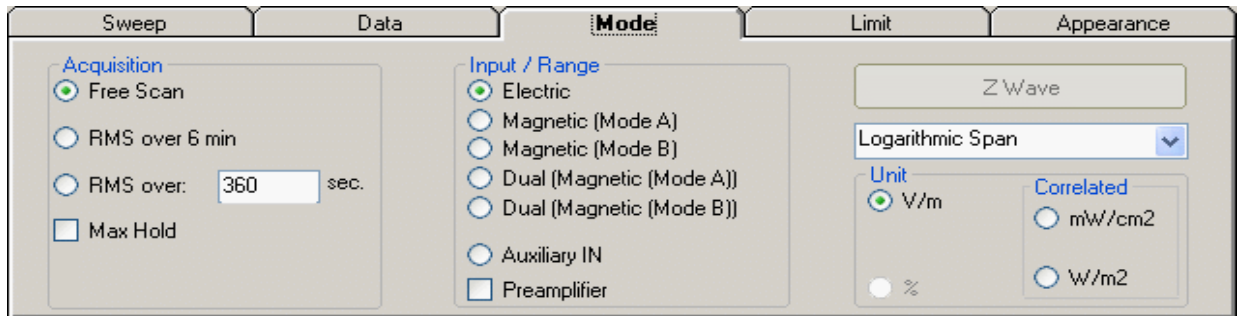 Sweep
Data
Mode
Limit
Appearance
Acquisition
Free Scan
RMS over 6 min
RMS over: 360 sec.
Max Hold
Input / Range
Electric
Magnetic (Mode A)
Magnetic (Mode B)
Dual (Magnetic (Mode A))
Dual (Magnetic (Mode B))
Auxiliary IN
Preamplifier
Z Wave
Logarithmic Span
Unit
V/m
%
Correlated
mW/cm2
W/m2